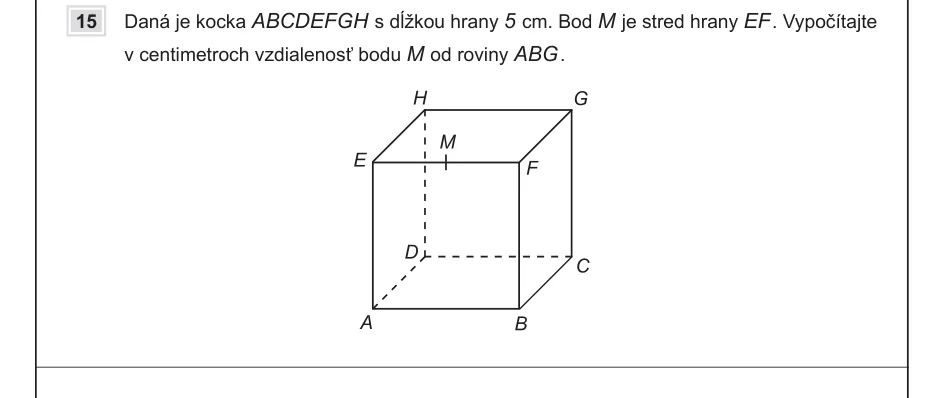 15 Daná je kocka ABCDEFGH s dĺžkou hrany 5 cm. Bod M je stred hrany EF. Vypočítajte
v centimetroch vzdialenosť bodu M od roviny ABG.
H G
M
E F
D C
A B